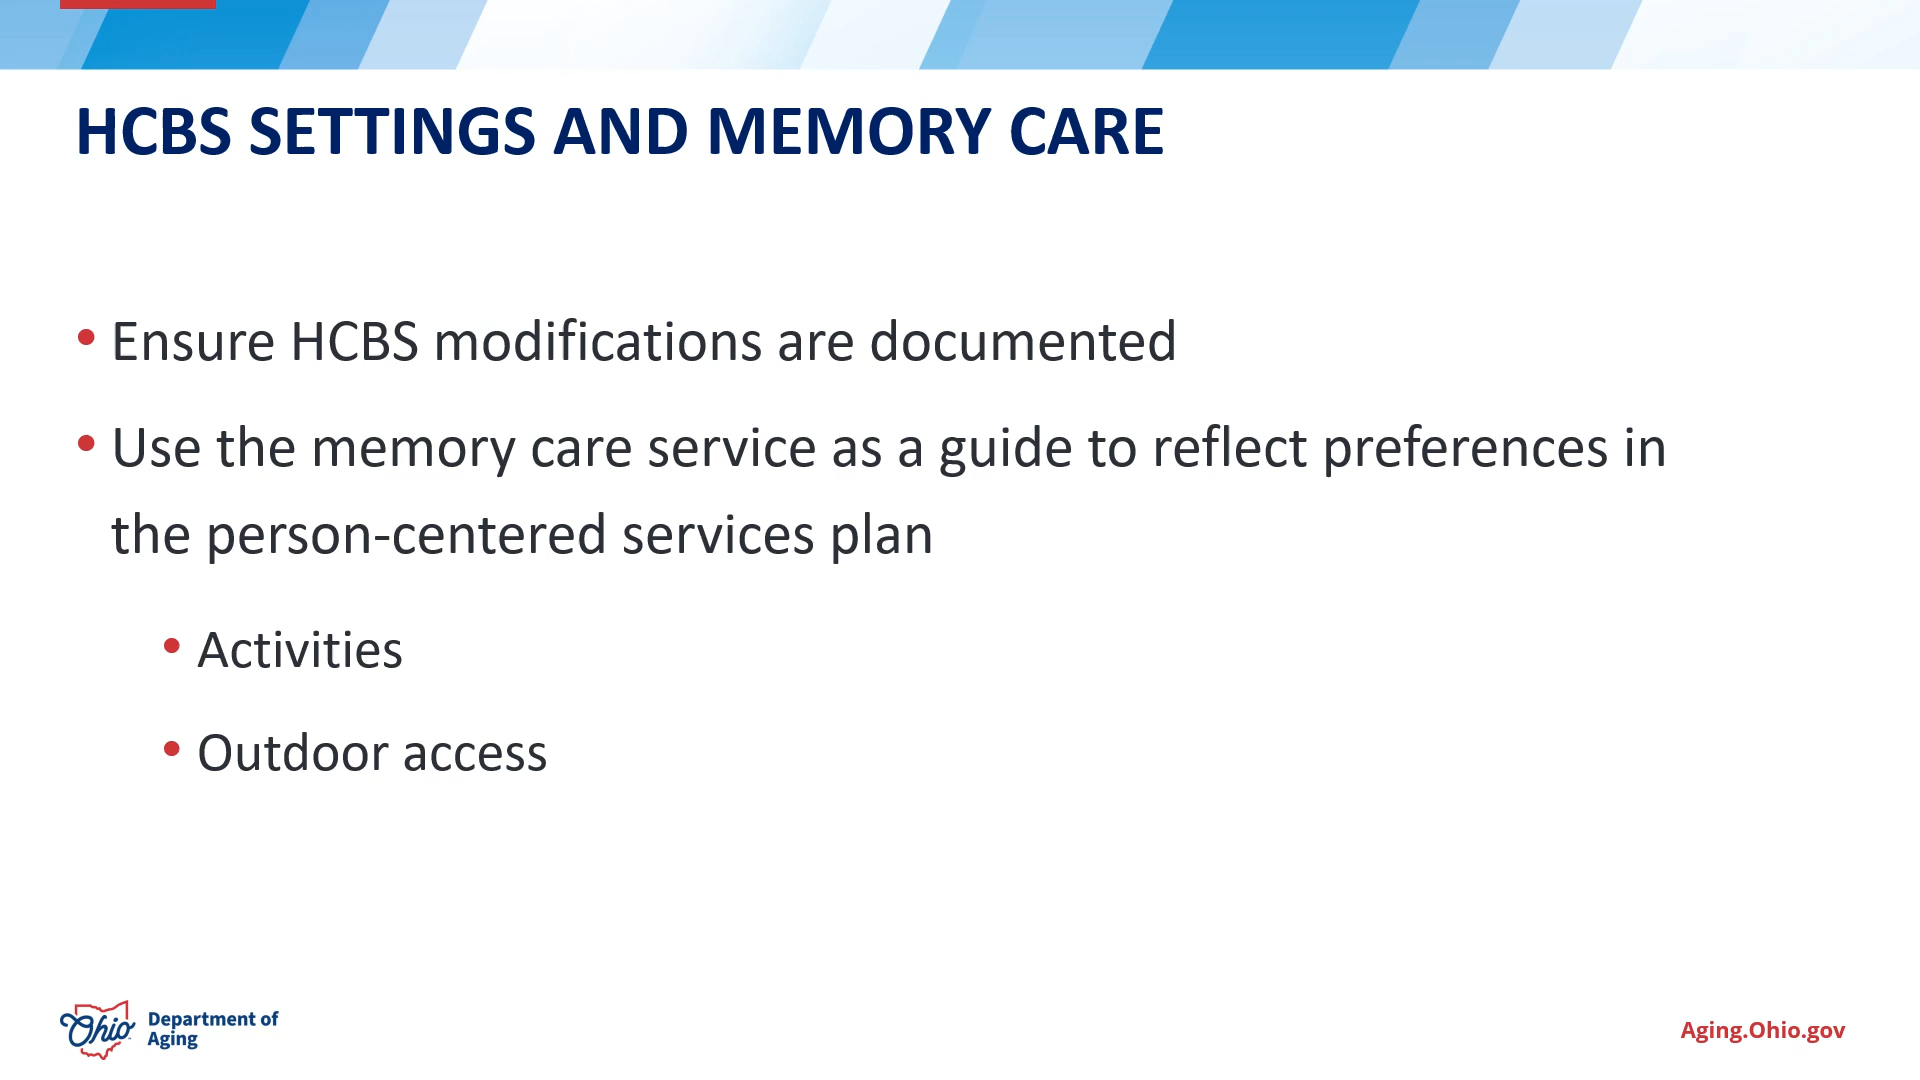 HCBS SETTINGS AND MEMORY CARE
• Ensure HCBS modifications are documented
• Use the memory care service as a guide to reflect preferences in
the person-centered services plan
• Activities
• Outdoor access
Ohio
Department of
Aging
Aging.Ohio.gov